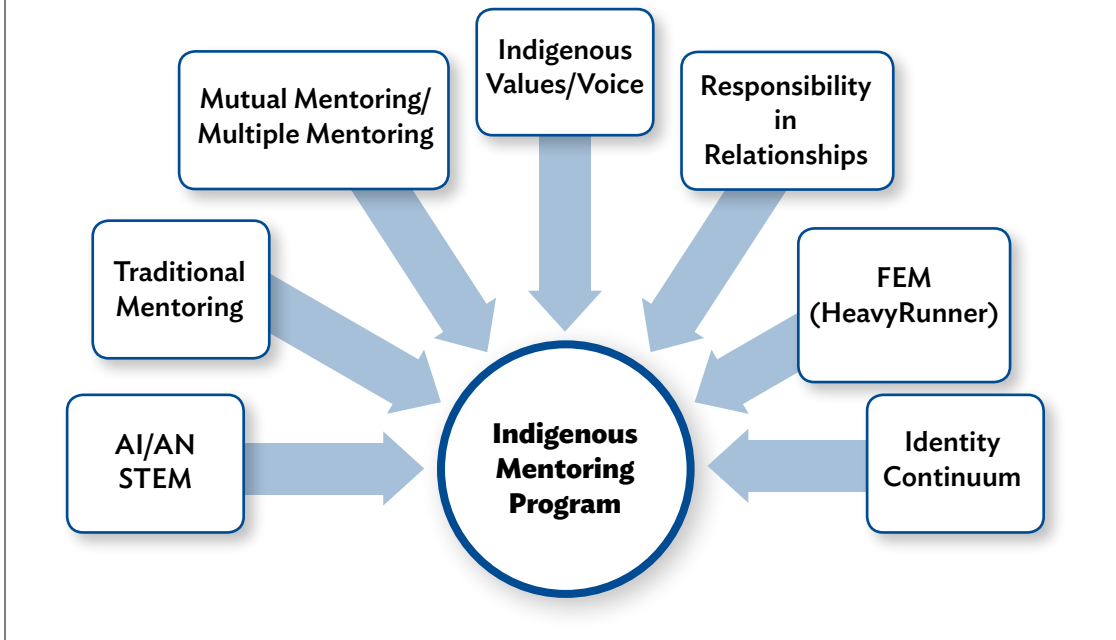 Indigenous
Values/Voice
Mutual Mentoring/
Multiple Mentoring
Responsibility
in
Relationships
Traditional
Mentoring
FEM
(HeavyRunner)
AI/AN
STEM
Indigenous
Mentoring
Program
Identity
Continuum